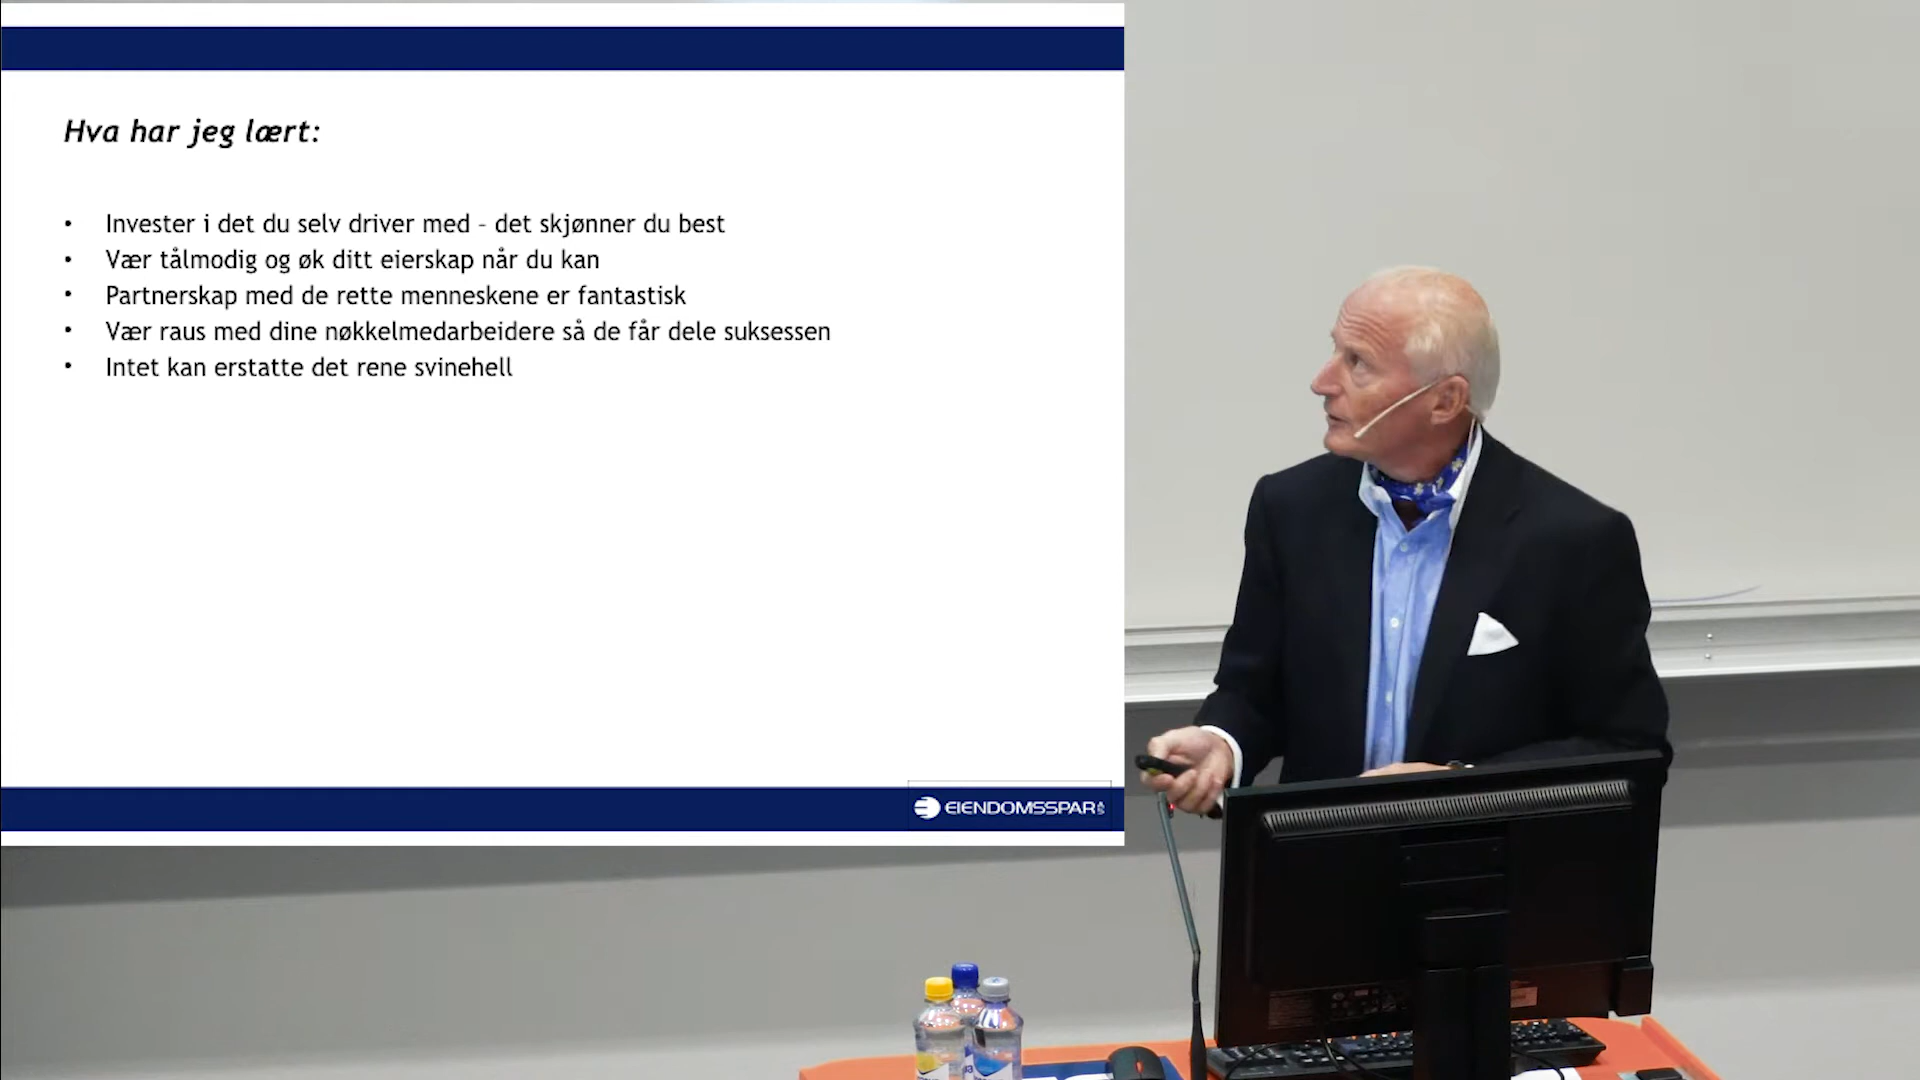 Hva har jeg lært:
• Invester i det du selv driver med – det skjønner du best
• Vær tålmodig og øk ditt eierskap når du kan
• Partnerskap med de rette menneskene er fantastisk
• Vær raus med dine nøkkelmedarbeidere så de får dele suksessen
• Intet kan erstatte det rene svinehell
EIENDOMSSPAR AS